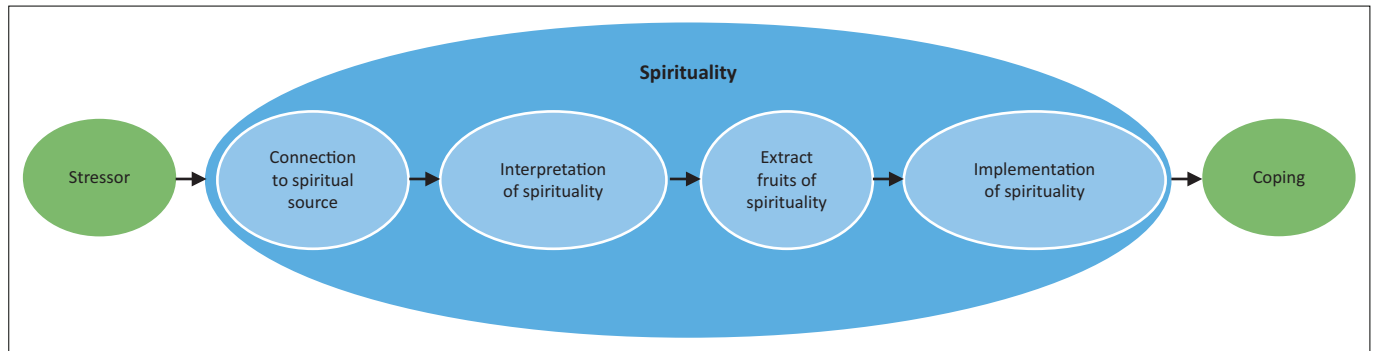 Spirituality
Stressor
Connection
to spiritual
source
Interpretation
of spirituality
Extract
fruits of
spirituality
Implementation
of spirituality
Coping